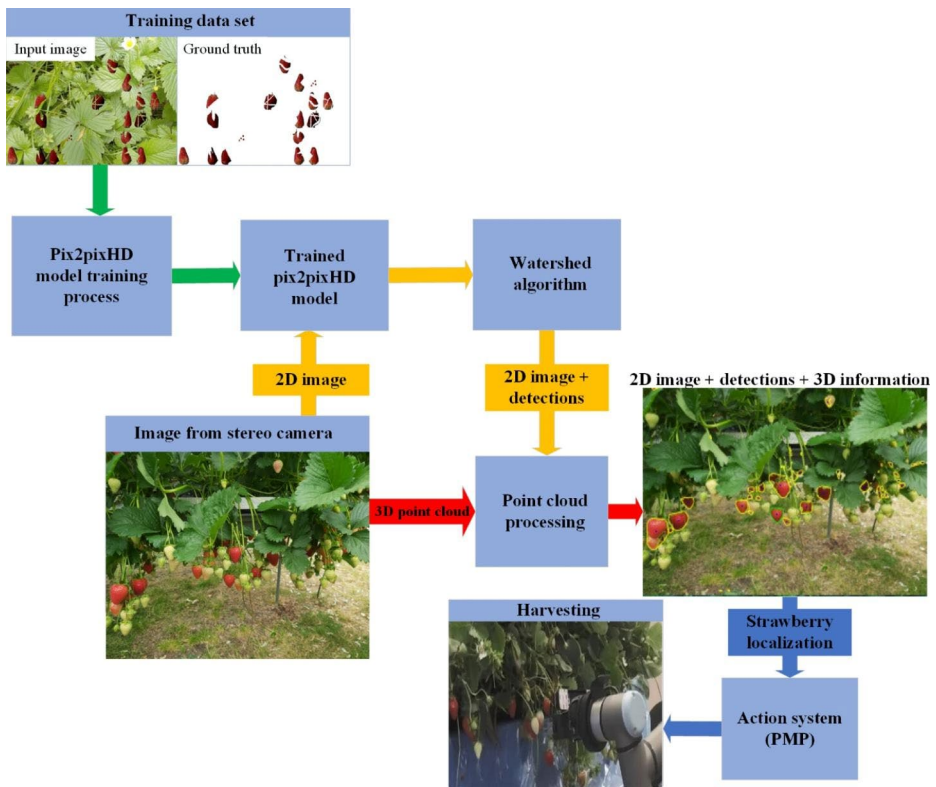 Training data set
Input image
Ground truth
Pix2pixHD
model training
process
Trained
pix2pixHD
model
Watershed
algorithm
2D image
2D image +
detections
2D image + detections + 3D information
Image from stereo camera
3D point cloud
Point cloud
processing
Harvesting
Strawberry
localization
Action system
(PMP)